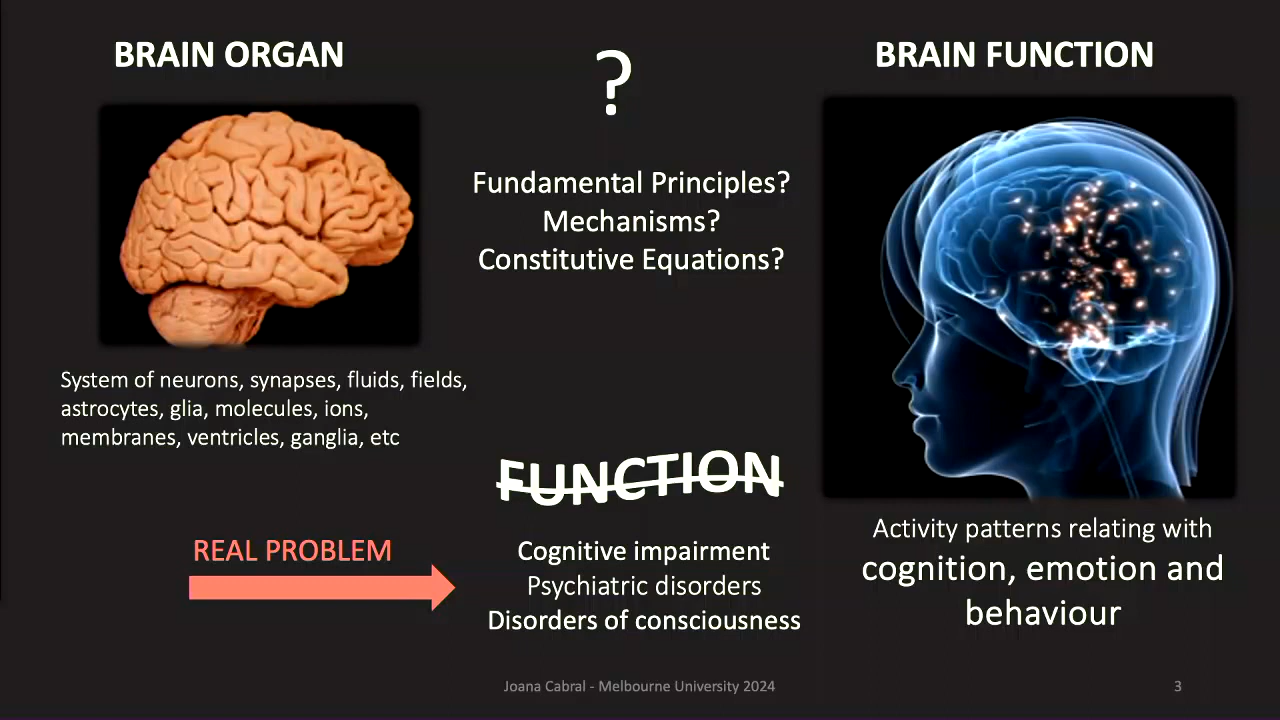 BRAIN ORGAN
?
BRAIN FUNCTION
Fundamental Principles?
Mechanisms?
Constitutive Equations?
System of neurons, synapses, fluids, fields,
astrocytes, glia, molecules, ions,
membranes, ventricles, ganglia, etc
FUNCTION
REAL PROBLEM
Cognitive impairment
Psychiatric disorders
Disorders of consciousness
Activity patterns relating with
cognition, emotion and
behaviour
Joana Cabral - Melbourne University 2024
3